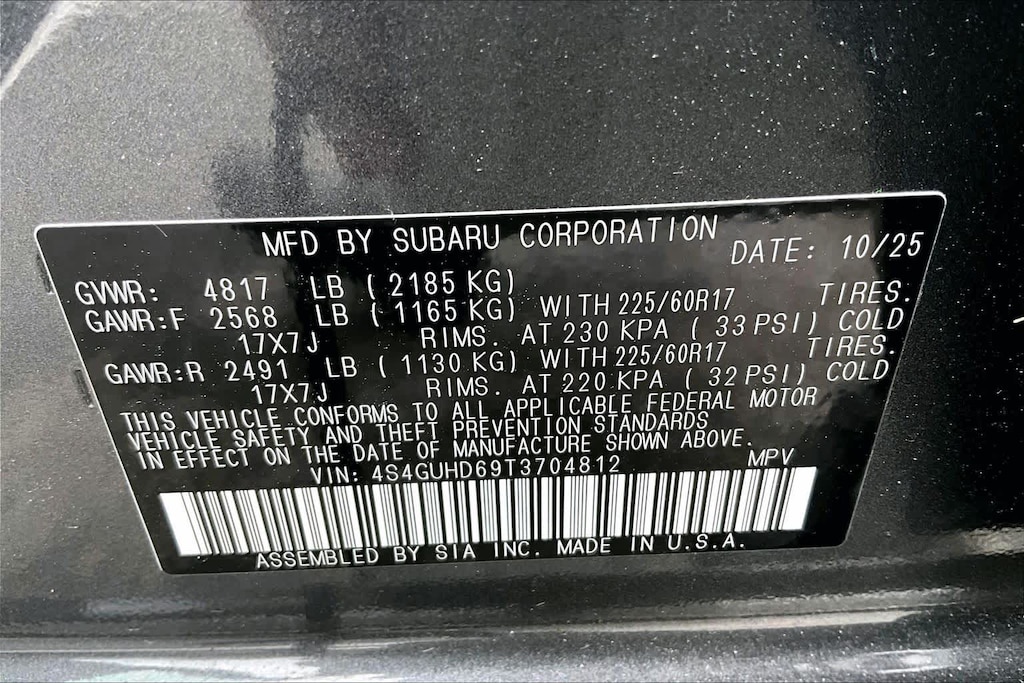 MFD BY SUBARU CORPORATION DATE: 10/25
GVWR: 4817 LB ( 2185 KG)
GAWR:F 2568 LB ( 1165 KG) WITH 225/60R17 TIRES.
17X7J RIMS. AT 230 KPA ( 33 PSI) COLD
GAWR:R 2491 LB ( 1130 KG) WITH 225/60R17 TIRES.
17X7J RIMS. AT 220 KPA ( 32 PSI) COLD
THIS VEHICLE CONFORMS TO ALL APPLICABLE FEDERAL MOTOR
VEHICLE SAFETY AND THEFT PREVENTION STANDARDS
IN EFFECT ON THE DATE OF MANUFACTURE SHOWN ABOVE.
VIN: 4S4GUHD69T3704812 MPV
ASSEMBLED BY SIA INC. MADE IN U.S.A.